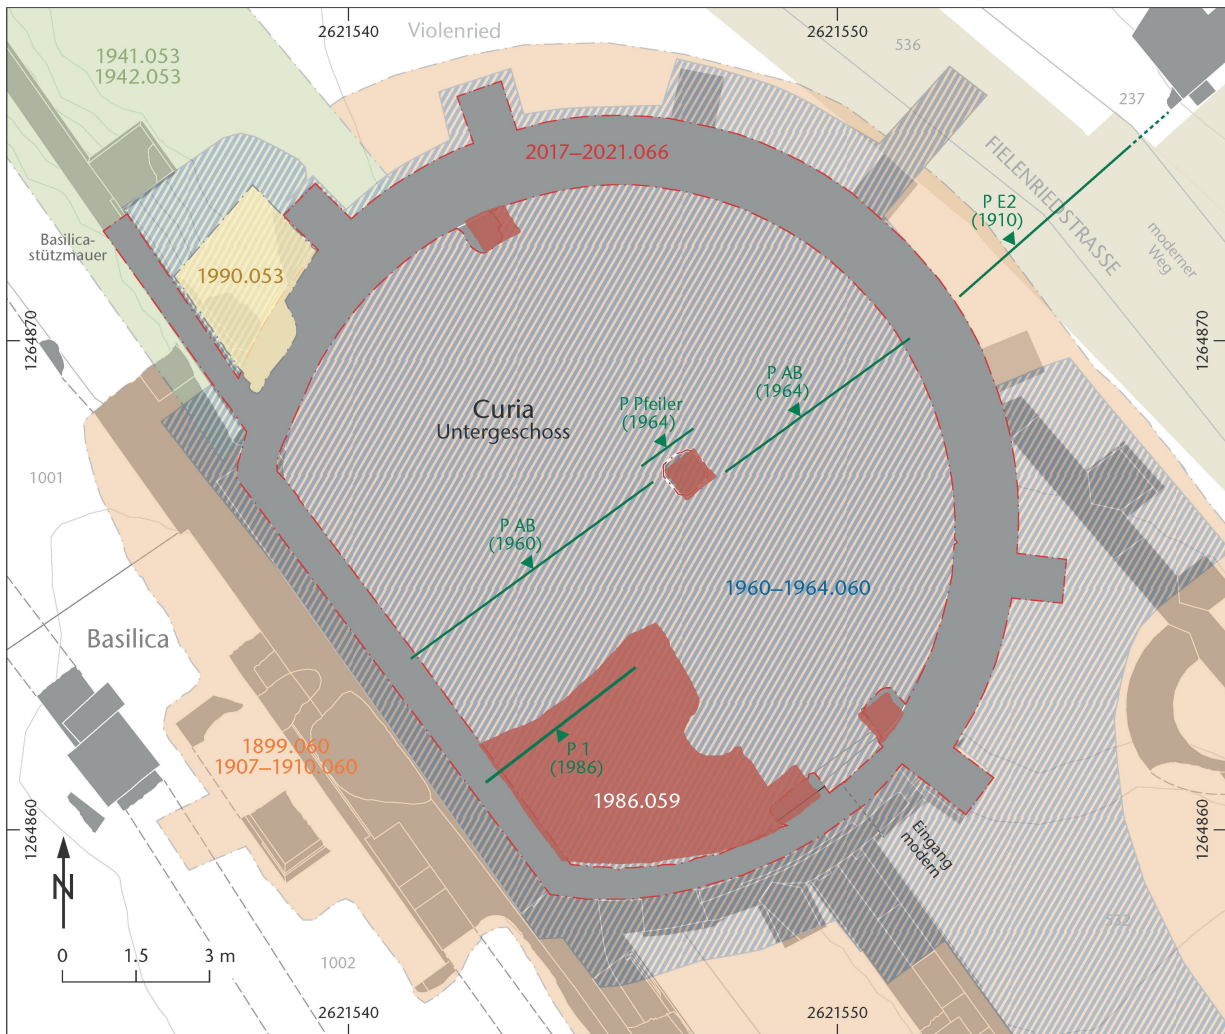 2621540
Violenried
2621550
536
1941.053
1942.053
237
2017–2021.066
FIELENRIEDSTRASSE
P E2
(1910)
moderner
Weg
Basilica-
stützmauer
1990.053
1264870
1264870
P AB
(1964)
P Pfeiler
(1964)
Curia
Untergeschoss
1001
P AB
(1960)
1960–1964.060
Basilica
1899.060
1907–1910.060
P 1
(1986)
1986.059
1264860
1264860
Eingang
modern
N
532
0 1.5 3 m
1002
2621540
2621550